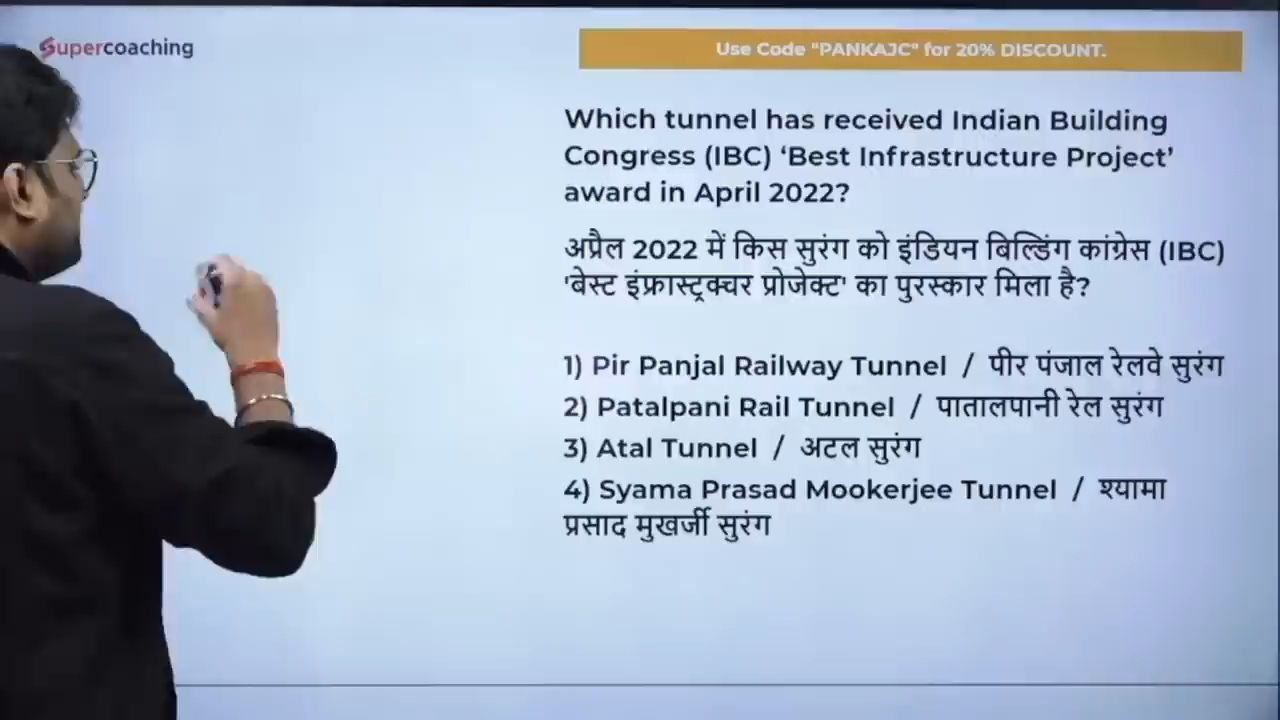 Supercoaching
Use Code "PANKAJC" for 20% DISCOUNT.
Which tunnel has received Indian Building
Congress (IBC) ‘Best Infrastructure Project’
award in April 2022?
अप्रैल 2022 में किस सुरंग को इंडियन बिल्डिंग कांग्रेस (IBC)
'बेस्ट इंफ्रास्ट्रक्चर प्रोजेक्ट' का पुरस्कार मिला है?
1) Pir Panjal Railway Tunnel / पीर पंजाल रेलवे सुरंग
2) Patalpani Rail Tunnel / पातालपानी रेल सुरंग
3) Atal Tunnel / अटल सुरंग
4) Syama Prasad Mookerjee Tunnel / श्यामा
प्रसाद मुखर्जी सुरंग